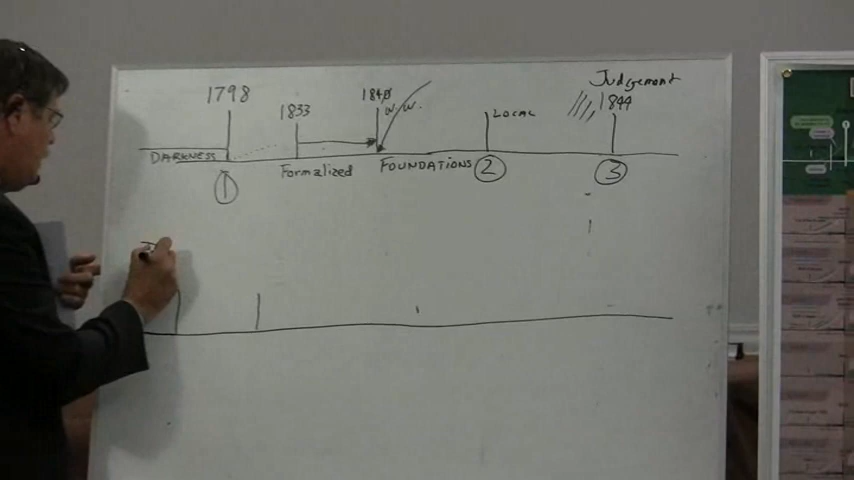 Judgement
1798
1833
1840
W.W.
LOCAL
1844
DARKNESS
Formalized
FOUNDATIONS
1
2
3